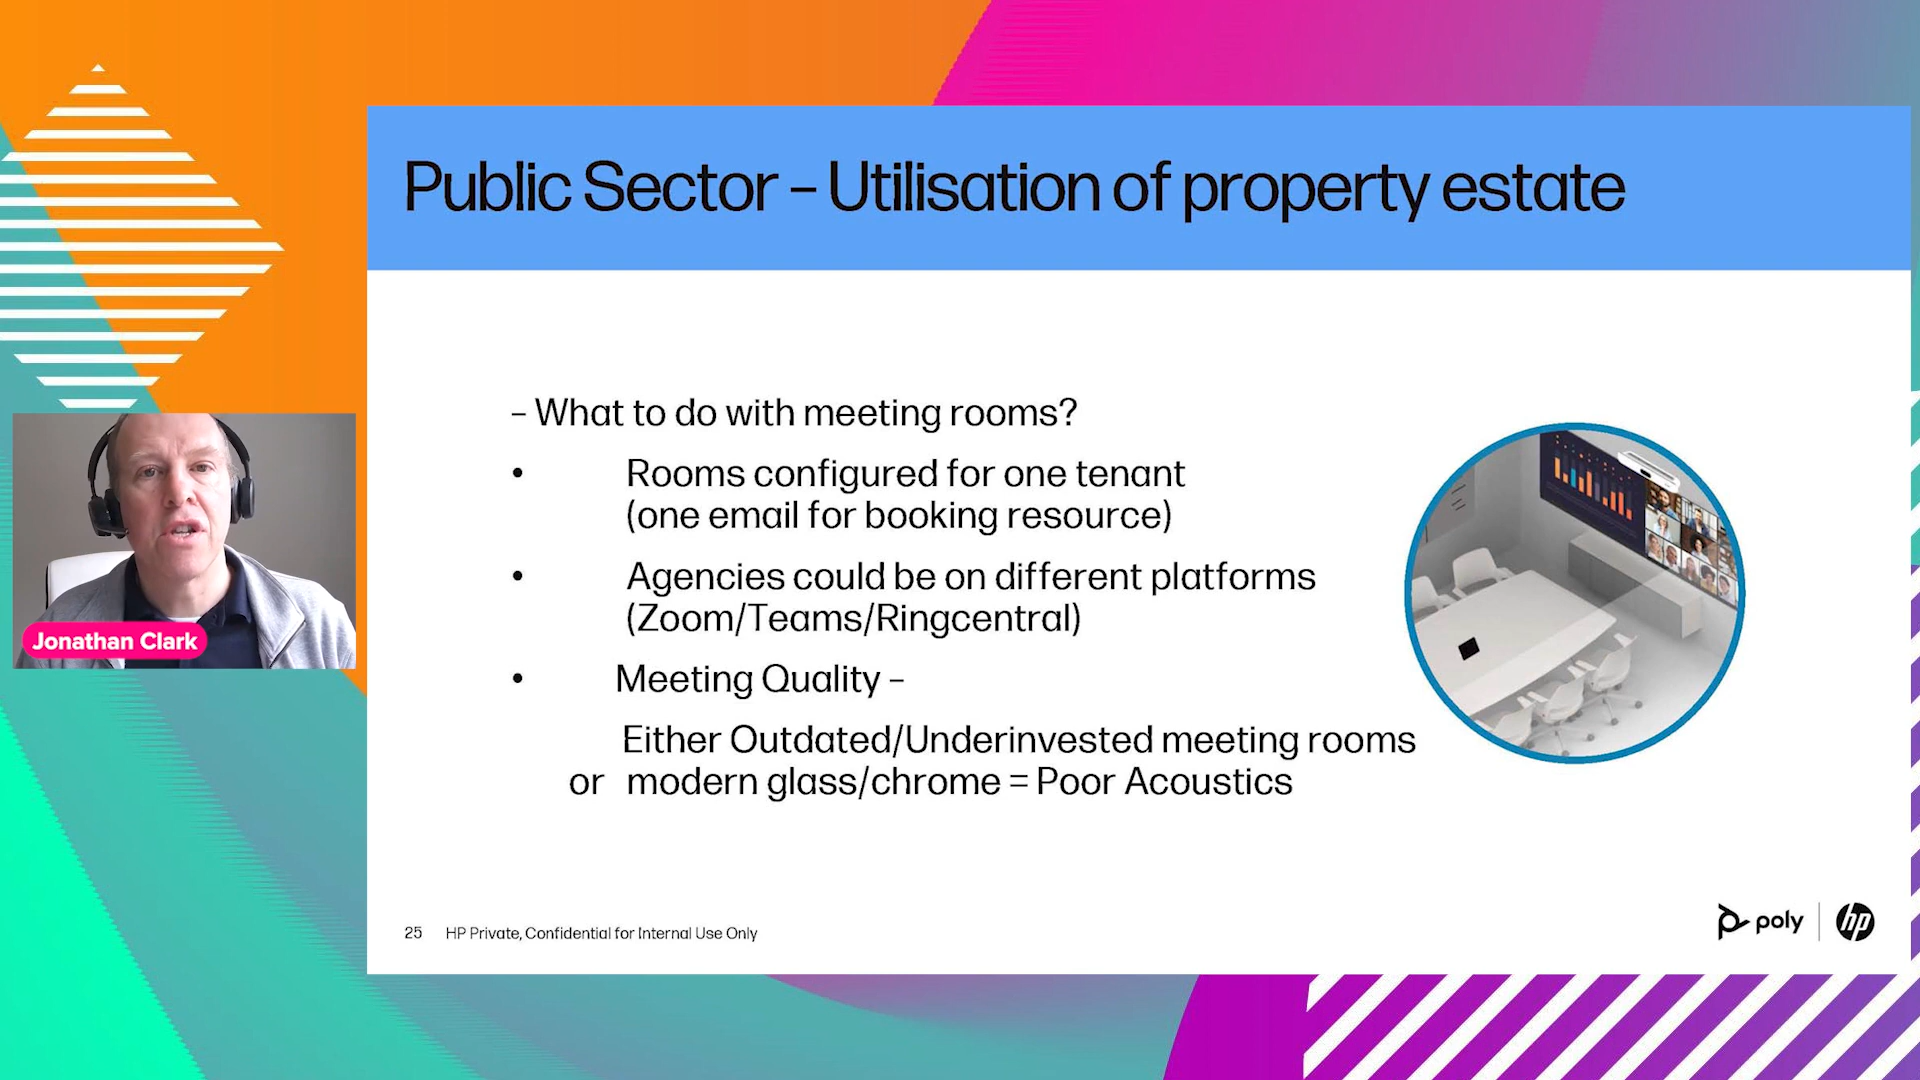 Public Sector – Utilisation of property estate
– What to do with meeting rooms?
• Rooms configured for one tenant
(one email for booking resource)
• Agencies could be on different platforms
(Zoom/Teams/Ringcentral)
• Meeting Quality –
Either Outdated/Underinvested meeting rooms
or modern glass/chrome = Poor Acoustics
Jonathan Clark
25 HP Private, Confidential for Internal Use Only
poly
hp